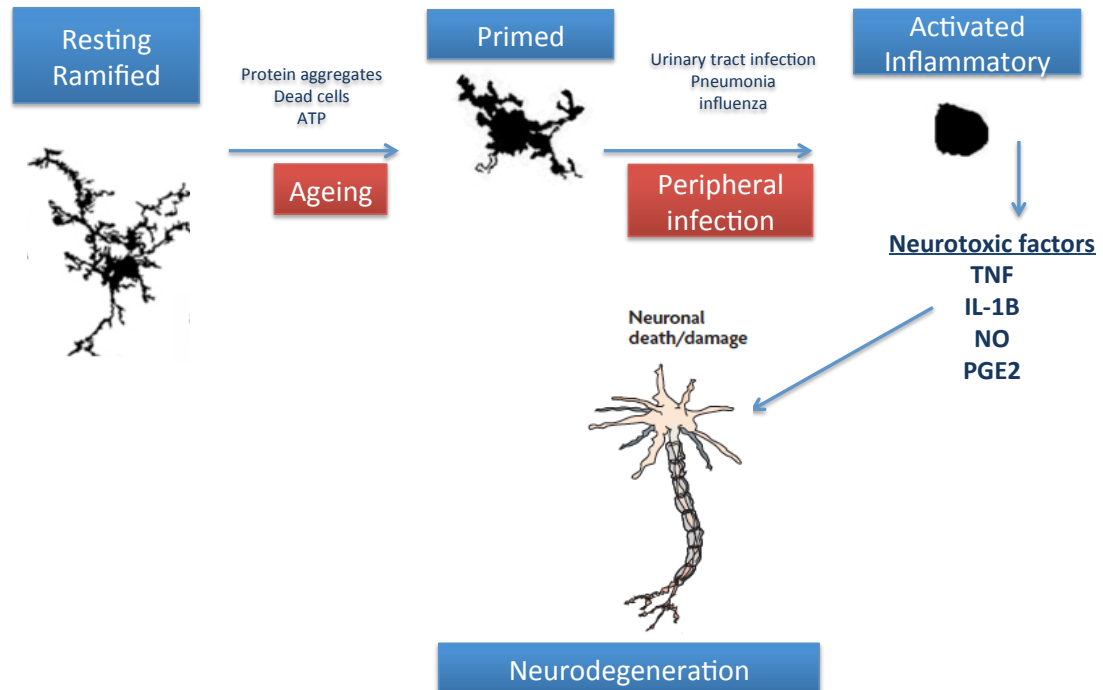 Resting
Ramified
Protein aggregates
Dead cells
ATP
Ageing
Primed
Urinary tract infection
Pneumonia
influenza
Peripheral
infection
Activated
Inflammatory
Neurotoxic factors
TNF
IL-1B
NO
PGE2
Neuronal
death/damage
Neurodegeneration